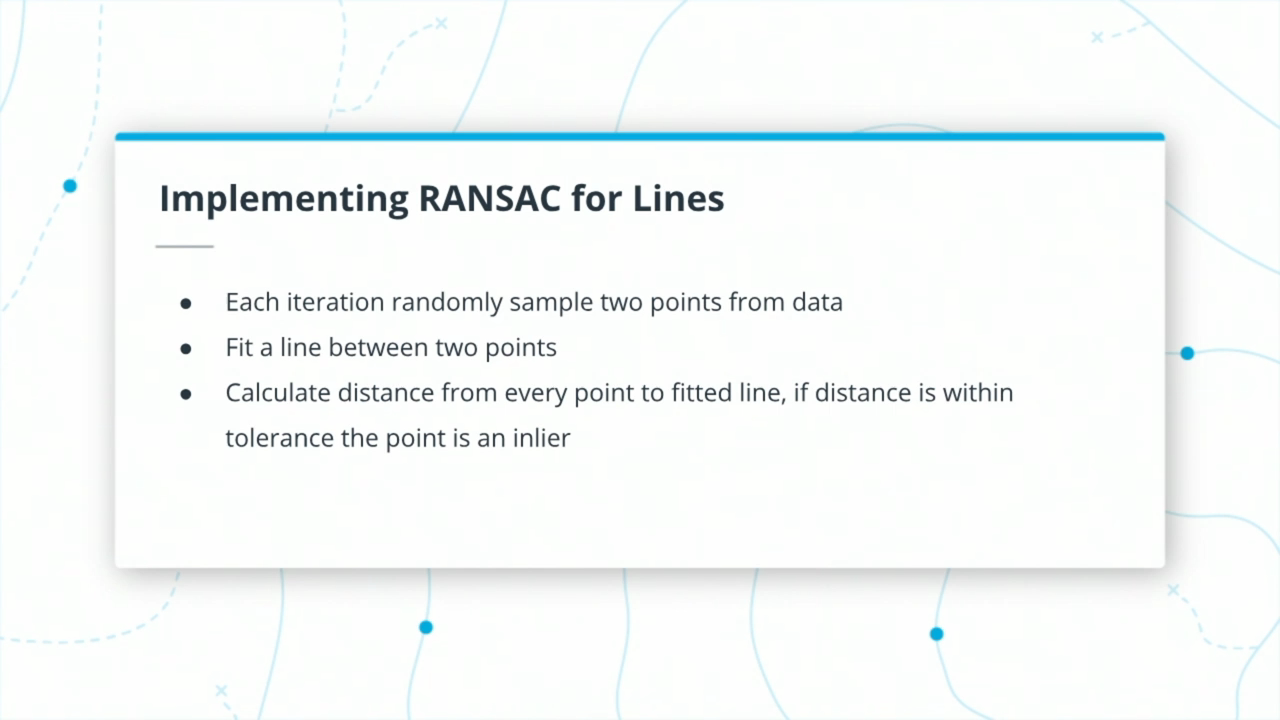 Implementing RANSAC for Lines
● Each iteration randomly sample two points from data
● Fit a line between two points
● Calculate distance from every point to fitted line, if distance is within
tolerance the point is an inlier